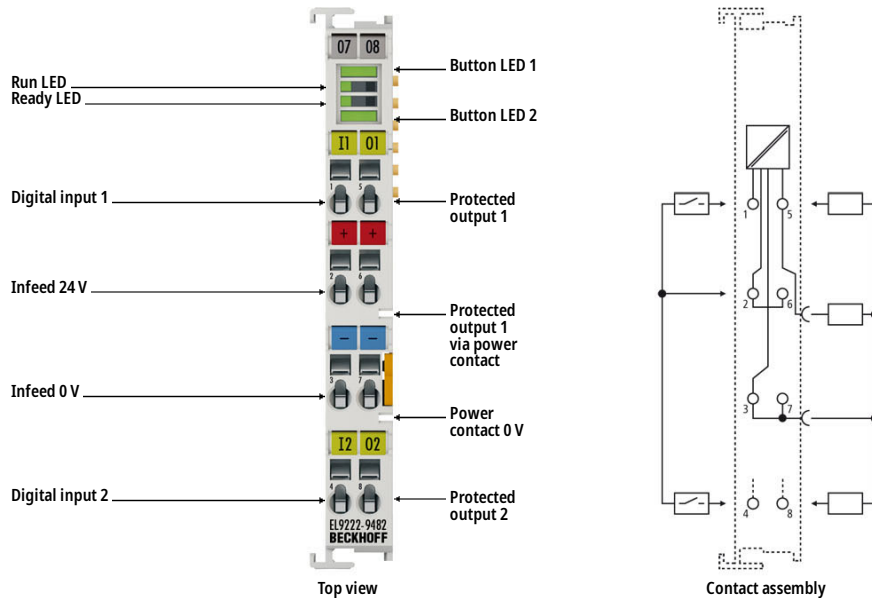 07 08
Button LED 1
Run LED
Ready LED
Button LED 2
I1 O1
1 5
Digital input 1
Protected
output 1
+ +
2 6
Infeed 24 V
Protected
output 1
via power
contact
- -
3 7
Infeed 0 V
Power
contact 0 V
I2 O2
4 8
Digital input 2
Protected
output 2
EL9222-9482
BECKHOFF
Top view
1 5
2 6
3 7
4 8
Contact assembly